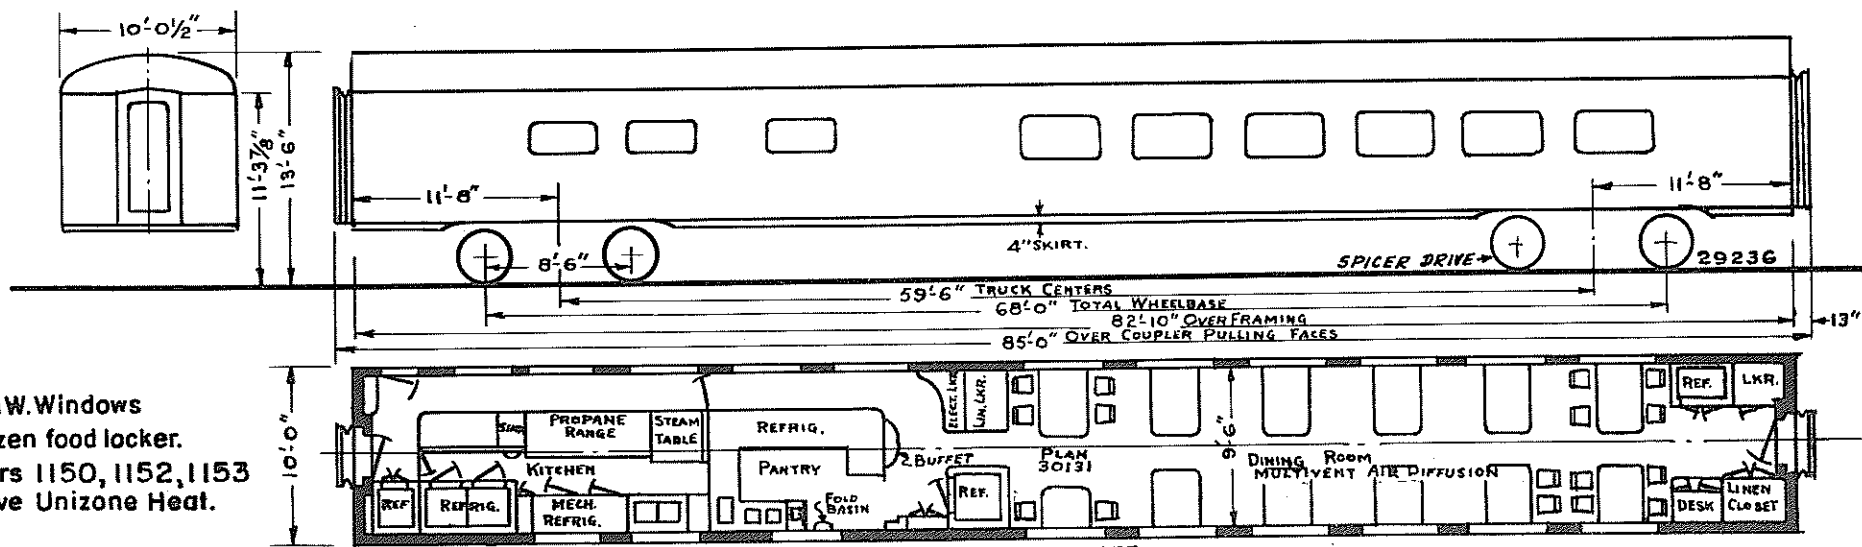 10'-0½"
11'-3⅞"
13'-6"
11'-8"
11'-8"
4" SKIRT.
8'-6"
SPICER DRIVE
29236
59'-6" TRUCK CENTERS
68'-0" TOTAL WHEELBASE
82'-10" OVER FRAMING
13"
85'-0" OVER COUPLER PULLING FACES
W.Windows
zen food locker.
rs 1150, 1152, 1153
ve Unizone Heat.
10'-0"
PROPANE
RANGE
STEAM
TABLE
REFRIG.
ELECT. LKR.
LIN. LKR.
REF.
LKR.
KITCHEN
PANTRY
BUFFET
PLAN
30131
9'-6"
DINING ROOM
MULTIVENT AIR DIFFUSION
REF
REFRIG.
MECH.
REFRIG.
FOLD
BASIN
REF.
DESK
LINEN
CLOSET